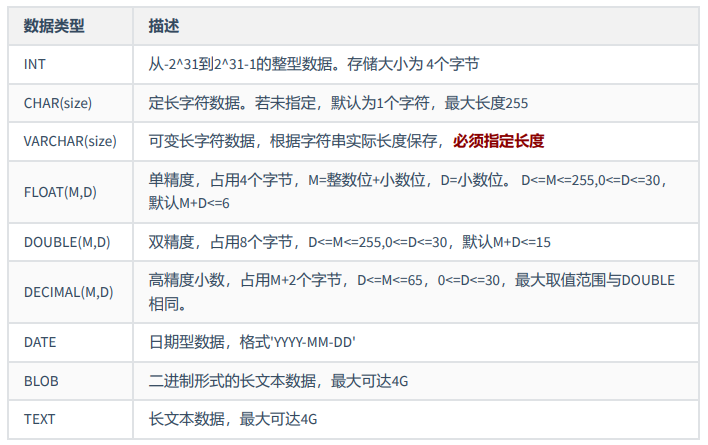 数据类型 描述
INT 从-2^31到2^31-1的整型数据。存储大小为 4个字节
CHAR(size) 定长字符数据。若未指定，默认为1个字符，最大长度255
VARCHAR(size) 可变长字符数据，根据字符串实际长度保存，必须指定长度
FLOAT(M,D) 单精度，占用4个字节，M=整数位+小数位，D=小数位。 D<=M<=255,0<=D<=30，
默认M+D<=6
DOUBLE(M,D) 双精度，占用8个字节，D<=M<=255,0<=D<=30，默认M+D<=15
DECIMAL(M,D) 高精度小数，占用M+2个字节，D<=M<=65，0<=D<=30，最大取值范围与DOUBLE
相同。
DATE 日期型数据，格式'YYYY-MM-DD'
BLOB 二进制形式的长文本数据，最大可达4G
TEXT 长文本数据，最大可达4G